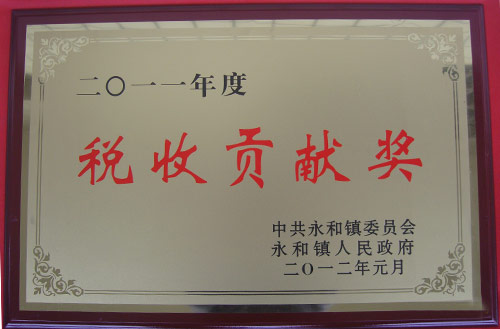 二〇一一年度
税收贡献奖
中共永和镇委员会
永和镇人民政府
二〇一二年元月